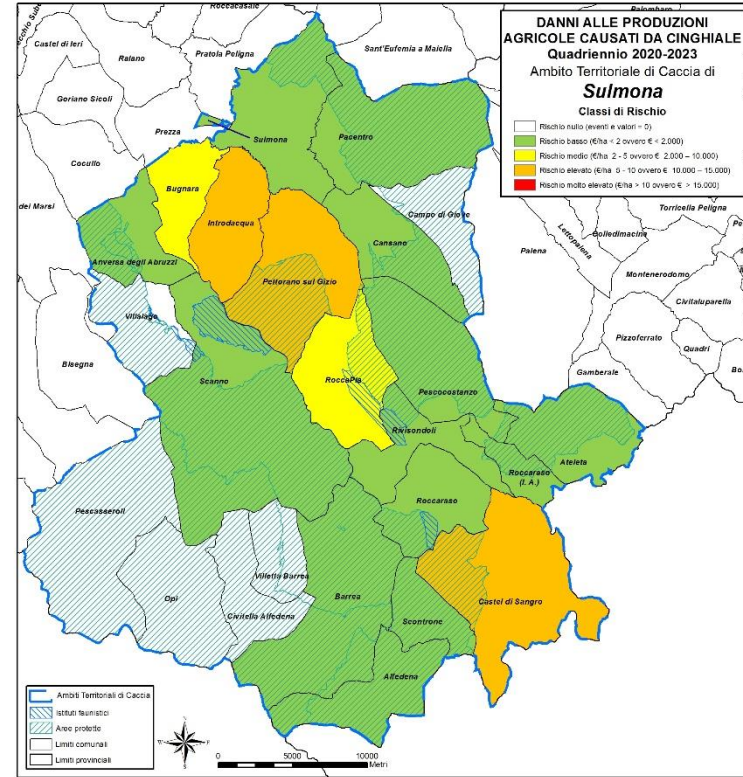 DANNI ALLE PRODUZIONI
AGRICOLE CAUSATI DA CINGHIALE
Quadriennio 2020-2023
Ambito Territoriale di Caccia di
Sulmona
Classi di Rischio
Rischio nullo (eventi e valori = 0)
Rischio basso (€/ha < 2 ovvero € < 2.000)
Rischio medio (€/ha 2 - 5 ovvero € 2.000 – 10.000)
Rischio elevato (€/ha 5 - 10 ovvero € 10.000 – 15.000)
Rischio molto elevato (€/ha > 10 ovvero € > 15.000)
Roccacasale
Castel di Ieri
Raiano
Pratola Peligna
Sant'Eufemia a Maiella
Goriano Sicoli
Prezza
Sulmona
Pacentro
Cocullo
dei Marsi
Bugnara
Introdacqua
Campo di Giove
Cansano
Anversa degli Abruzzi
Pettorano sul Gizio
Palena
Lettopalena
Colledimacine
Torricella Peligna
Montenerodomo
Civitaluparella
Villalago
Bisegna
Scanno
RoccaPia
Pescocostanzo
Pizzoferrato
Quadri
Gamberale
Rivisondoli
Ateleta
Roccaraso
(I. A.)
Roccaraso
Pescasseroli
Opi
Villetta Barrea
Civitella Alfedena
Barrea
Scontrone
Castel di Sangro
Alfedena
Ambiti Territoriali di Caccia
Istituti faunistici
Aree protette
Limiti comunali
Limiti provinciali
0 5000 10000
Metri